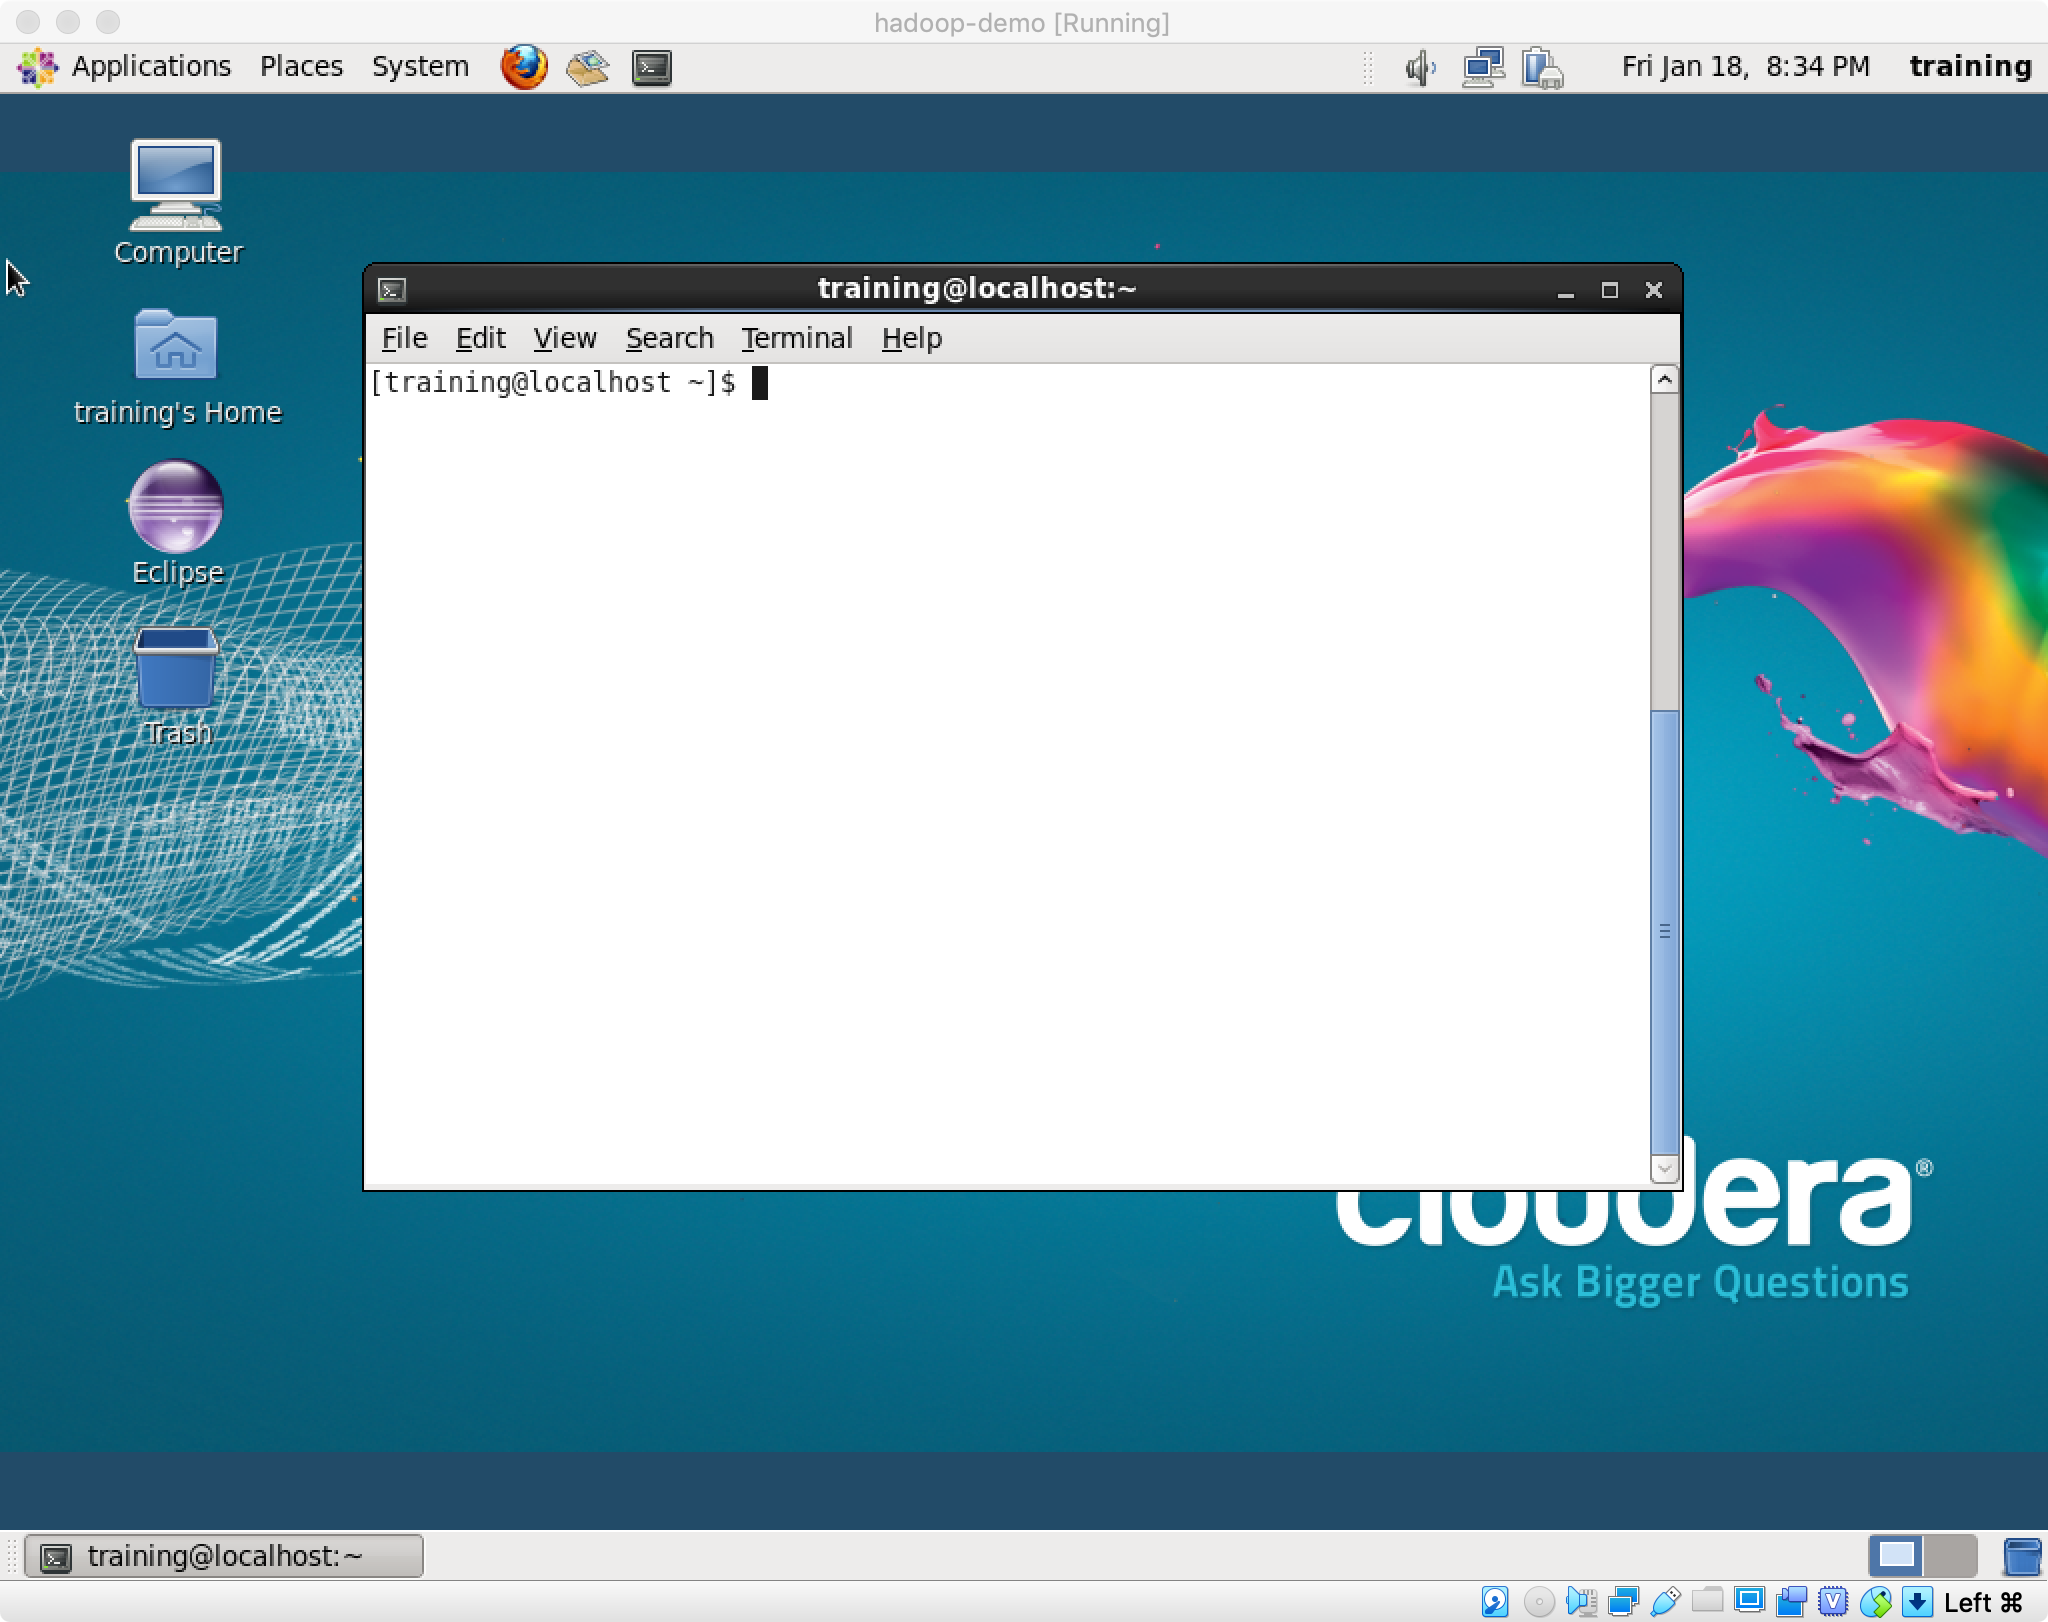 hadoop-demo [Running]
Applications Places System Fri Jan 18, 8:34 PM training
Computer
training's Home
Eclipse
Trash
training@localhost:~
File Edit View Search Terminal Help
[training@localhost ~]$
cloudera®
Ask Bigger Questions
training@localhost:~
Left ⌘